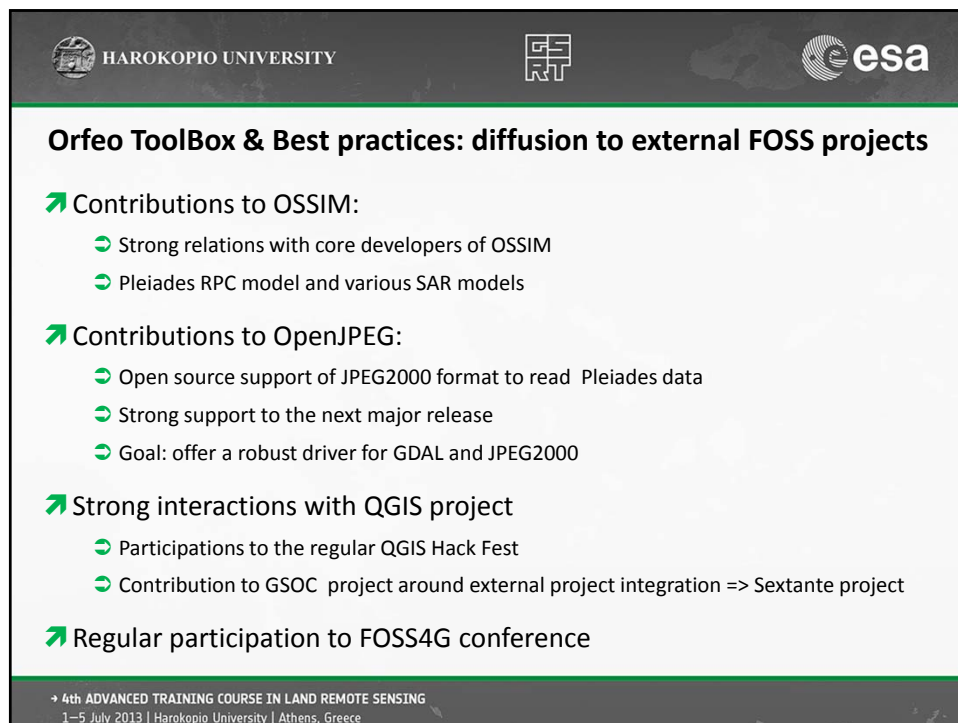 HAROKOPIO UNIVERSITY
GS
RT
esa
Orfeo ToolBox & Best practices: diffusion to external FOSS projects
Contributions to OSSIM:
Strong relations with core developers of OSSIM
Pleiades RPC model and various SAR models
Contributions to OpenJPEG:
Open source support of JPEG2000 format to read Pleiades data
Strong support to the next major release
Goal: offer a robust driver for GDAL and JPEG2000
Strong interactions with QGIS project
Participations to the regular QGIS Hack Fest
Contribution to GSOC project around external project integration => Sextante project
Regular participation to FOSS4G conference
→ 4th ADVANCED TRAINING COURSE IN LAND REMOTE SENSING
1–5 July 2013 | Harokopio University | Athens, Greece